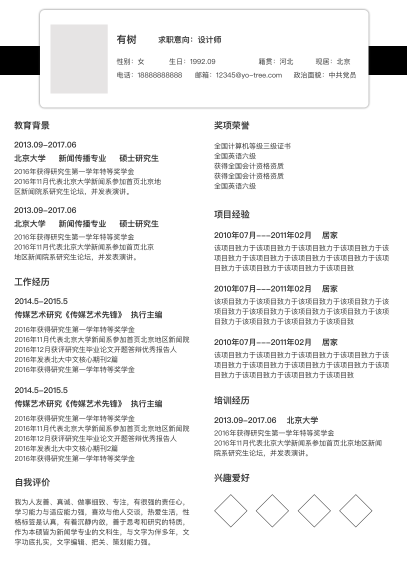 有树 求职意向：设计师
性别：女 生日：1992.09 籍贯：河北 现居：北京
电话：18888888888 邮箱：12345@yo-tree.com 政治面貌：中共党员
教育背景
2013.09-2017.06
北京大学 新闻传播专业 硕士研究生
2016年获得研究生第一学年特等奖学金
2016年11月代表北京大学新闻系参加首页北京地
区新闻院系研究生论坛，并发表演讲。
2013.09-2017.06
北京大学 新闻传播专业 硕士研究生
2016年获得研究生第一学年特等奖学金
2016年11月代表北京大学新闻系参加首页北京
地区新闻院系研究生论坛，并发表演讲。
工作经历
2014.5-2015.5
传媒艺术研究《传媒艺术先锋》 执行主编
2016年获得研究生第一学年特等奖学金
2016年11月代表北京大学新闻系参加首页北京地区新闻院
2016年12月获评研究生毕业论文开题答辩优秀报告人
2016年发表北大中文核心期刊2篇
2016年获得研究生第一学年特等奖学金
2014.5-2015.5
传媒艺术研究《传媒艺术先锋》 执行主编
2016年获得研究生第一学年特等奖学金
2016年11月代表北京大学新闻系参加首页北京地区新闻院
2016年12月获评研究生毕业论文开题答辩优秀报告人
2016年发表北大中文核心期刊2篇
2016年获得研究生第一学年特等奖学金
自我评价
我为人友善、真诚、做事细致、专注，有很强的责任心，
学习能力与适应能力强，喜欢与他人交谈，热爱生活，性
格标签是认真，有着沉静内敛，善于思考和研究的特质，
作为本硕皆为新闻学专业的文科生，与文字为伴多年，文
字功底扎实，文字编辑、把关、策划能力强。
奖项荣誉
全国计算机等级三级证书
全国英语六级
获得全国会计资格资质
获得全国会计资格资质
全国英语六级
项目经验
2010年07月---2011年02月 居家
该项目致力于该项目致力于该项目致力于该项目致力于该
项目致力于该项目致力于该项目致力于该项目致力于该项
目致力于该项目致力于该项目致力于该项目致
2010年07月---2011年02月 居家
该项目致力于该项目致力于该项目致力于该项目致力于该
项目致力于该项目致力于该项目致力于该项目致力于该项
目致力于该项目致力于该项目致力于该项目致
2010年07月---2011年02月 居家
该项目致力于该项目致力于该项目致力于该项目致力于该
项目致力于该项目致力于该项目致力于该项目致力于该项
目致力于该项目致力于该项目致力于该项目致
培训经历
2013.09-2017.06 北京大学
2016年获得研究生第一学年特等奖学金
2016年11月代表北京大学新闻系参加首页北京地区新闻
院系研究生论坛，并发表演讲。
兴趣爱好